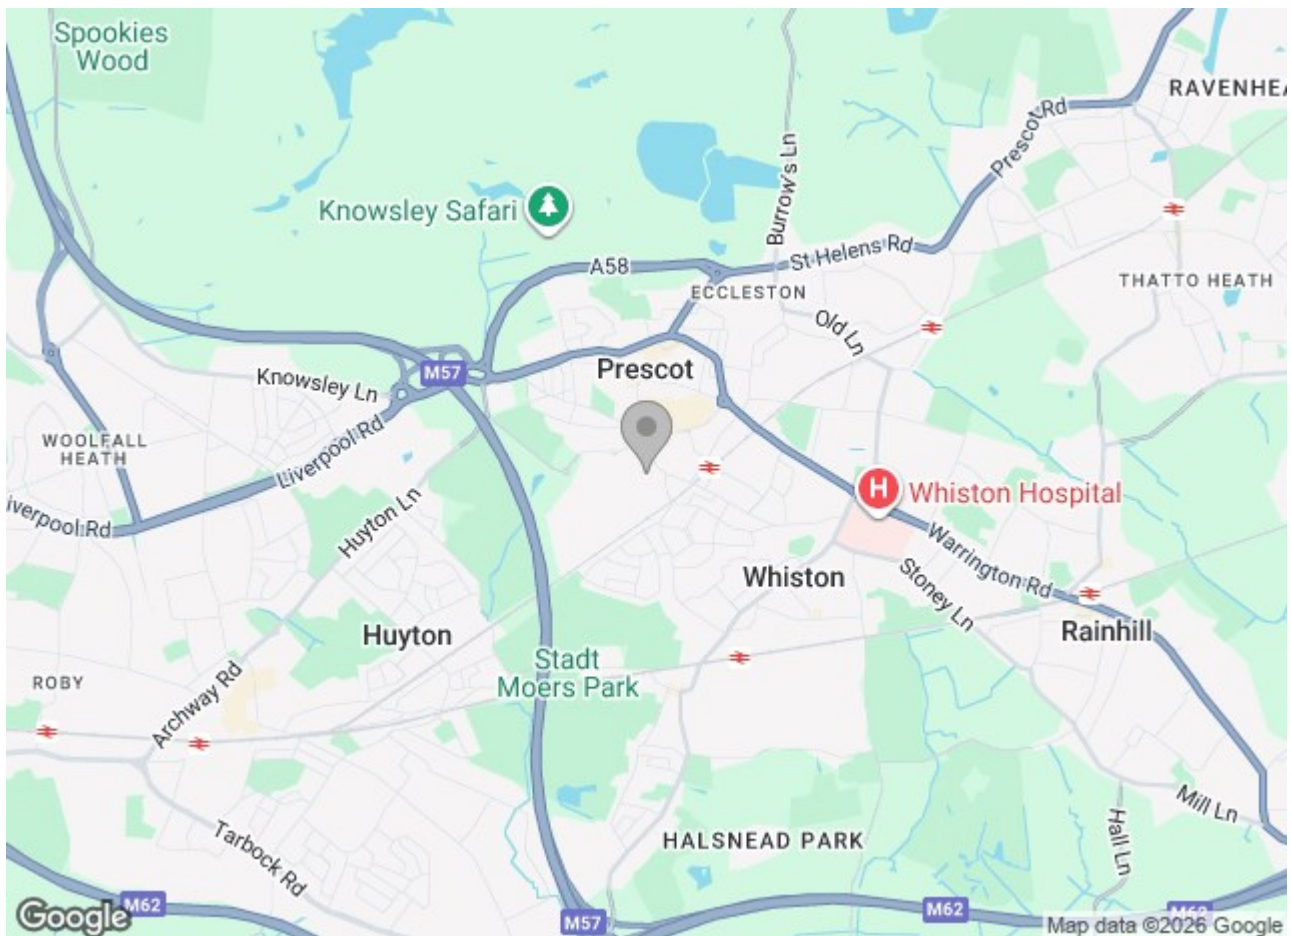 Spookies
Wood
RAVENHEA
Prescot Rd
Burrow's Ln
Knowsley Safari
St Helens Rd
A58
ECCLESTON
THATTO HEATH
Old Ln
Prescot
M57
Knowsley Ln
WOOLFALL
HEATH
Liverpool Rd
iverpool Rd
Huyton Ln
H
Whiston Hospital
Warrington Rd
Whiston
Stoney Ln
Rainhill
Huyton
Stadt
Moers Park
ROBY
Archway Rd
Mill Ln
Hall Ln
HALSNEAD PARK
Tarbock Rd
M62
M57
M62
Google
Map data ©2026 Google